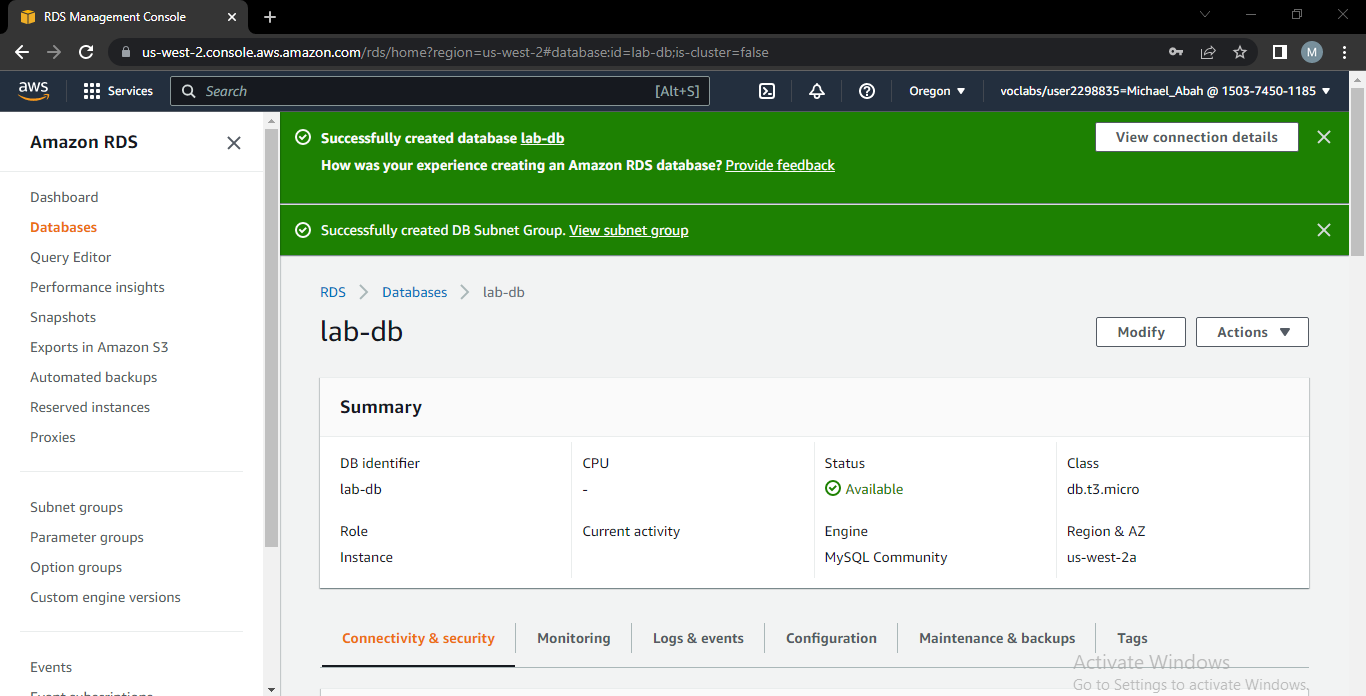 RDS Management Console
us-west-2.console.aws.amazon.com/rds/home?region=us-west-2#database:id=lab-db;is-cluster=false
M
aws
Services
Search
[Alt+S]
Oregon
voclabs/user2298835=Michael_Abah @ 1503-7450-1185
Amazon RDS
Dashboard
Databases
Query Editor
Performance insights
Snapshots
Exports in Amazon S3
Automated backups
Reserved instances
Proxies
Subnet groups
Parameter groups
Option groups
Custom engine versions
Events
Event subscriptions
Successfully created database lab-db
View connection details
How was your experience creating an Amazon RDS database? Provide feedback
Successfully created DB Subnet Group. View subnet group
RDS
Databases
lab-db
lab-db
Modify
Actions
Summary
DB identifier
lab-db
CPU
-
Status
Available
Class
db.t3.micro
Role
Instance
Current activity
Engine
MySQL Community
Region & AZ
us-west-2a
Connectivity & security
Monitoring
Logs & events
Configuration
Maintenance & backups
Tags
Activate Windows
Go to Settings to activate Windows.